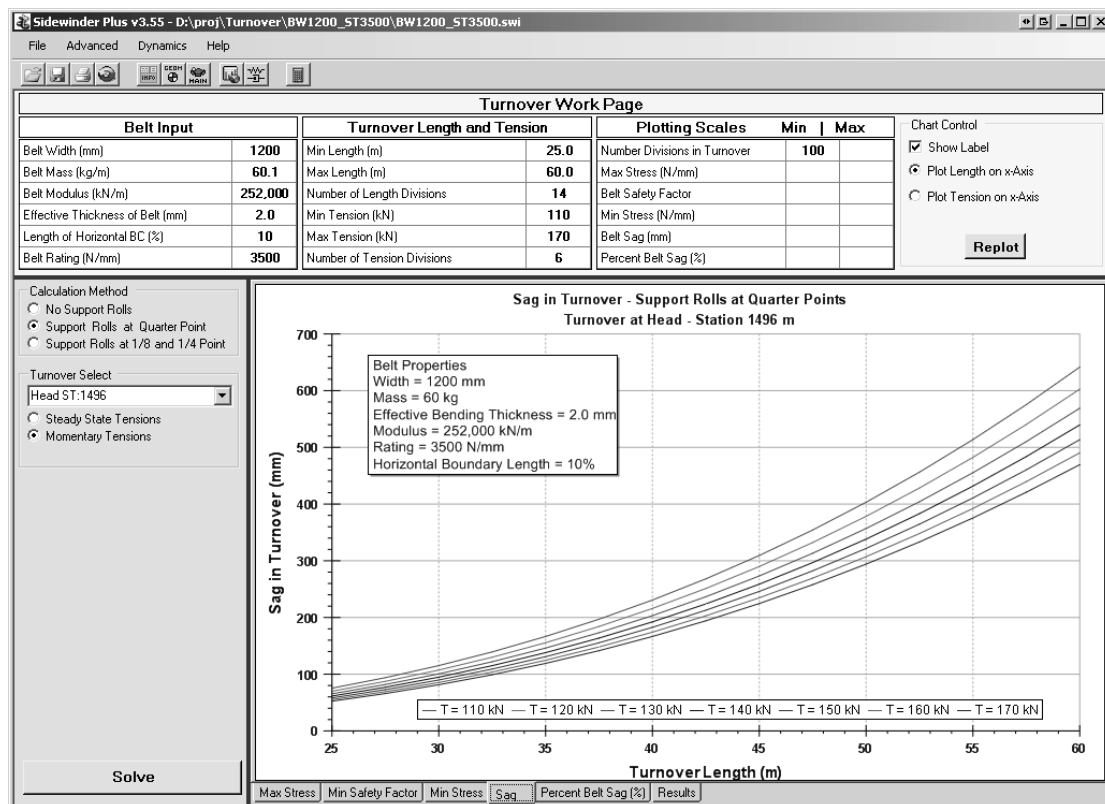 Sidewinder Plus v3.55 - D:\proj\Turnover\BW1200_ST3500\BW1200_ST3500.swi
File Advanced Dynamics Help
INFO GEOM MAIN
Turnover Work Page
Belt Input
Belt Width (mm) 1200
Belt Mass (kg/m) 60.1
Belt Modulus (kN/m) 252,000
Effective Thickness of Belt (mm) 2.0
Length of Horizontal BC (%) 10
Belt Rating (N/mm) 3500
Turnover Length and Tension
Min Length (m) 25.0
Max Length (m) 60.0
Number of Length Divisions 14
Min Tension (kN) 110
Max Tension (kN) 170
Number of Tension Divisions 6
Plotting Scales Min | Max
Number Divisions in Turnover 100
Max Stress (N/mm)
Belt Safety Factor
Min Stress (N/mm)
Belt Sag (mm)
Percent Belt Sag (%)
Chart Control
Show Label
Plot Length on x-Axis
Plot Tension on x-Axis
Replot
Calculation Method
No Support Rolls
Support Rolls at Quarter Point
Support Rolls at 1/8 and 1/4 Point
Turnover Select
Head ST:1496
Steady State Tensions
Momentary Tensions
Solve
Sag in Turnover - Support Rolls at Quarter Points
Turnover at Head - Station 1496 m
Belt Properties
Width = 1200 mm
Mass = 60 kg
Effective Bending Thickness = 2.0 mm
Modulus = 252,000 kN/m
Rating = 3500 N/mm
Horizontal Boundary Length = 10%
Sag in Turnover (mm)
700
600
500
400
300
200
100
0
T = 110 kN T = 120 kN T = 130 kN T = 140 kN T = 150 kN T = 160 kN T = 170 kN
25 30 35 40 45 50 55 60
Turnover Length (m)
Max Stress Min Safety Factor Min Stress Sag Percent Belt Sag (%) Results